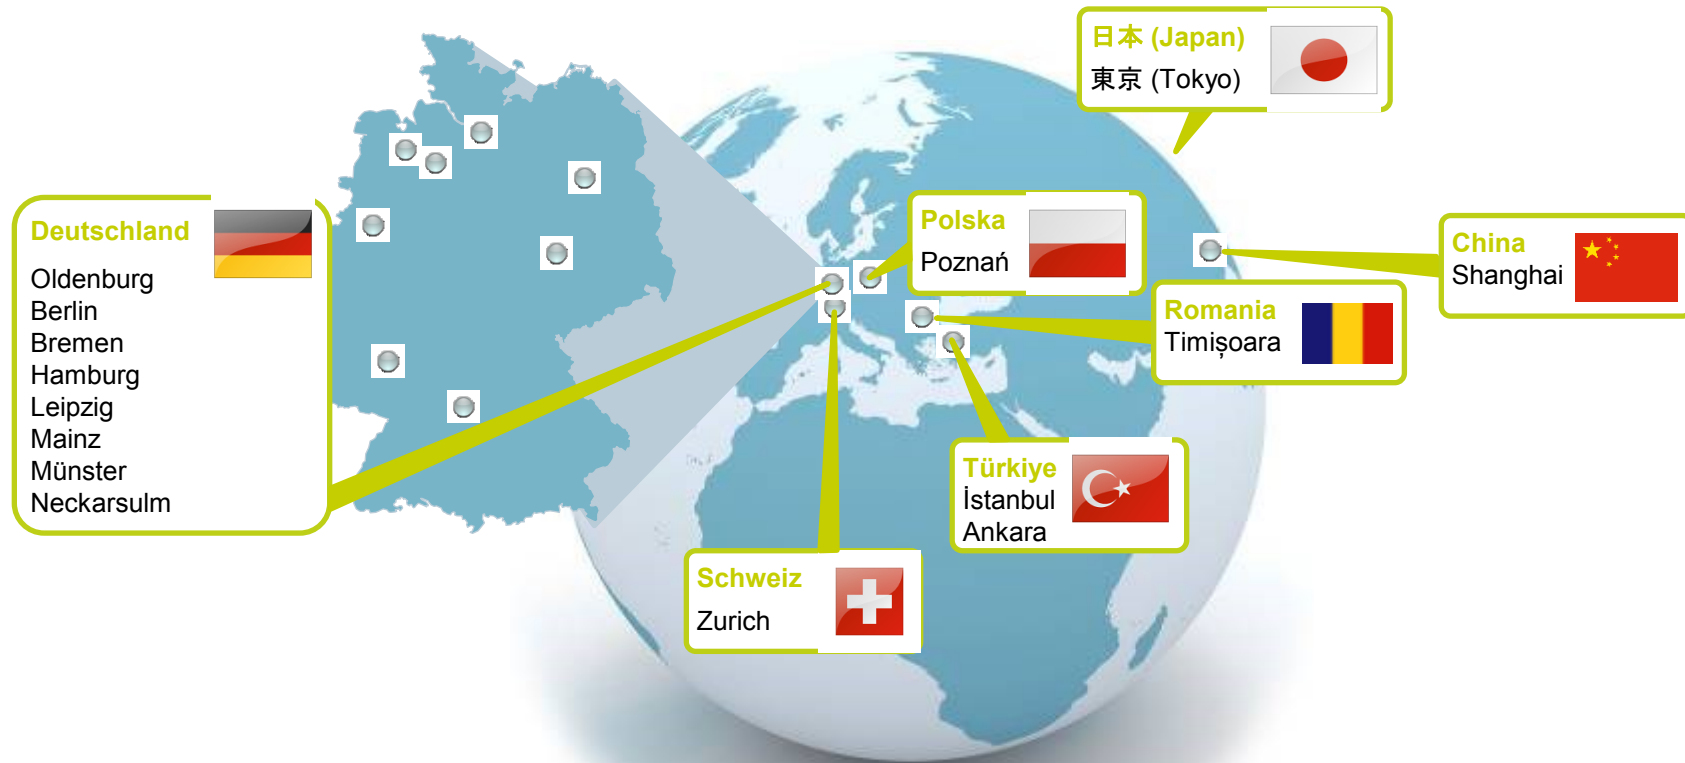 日本 (Japan)
東京 (Tokyo)
Deutschland
Oldenburg
Berlin
Bremen
Hamburg
Leipzig
Mainz
Münster
Neckarsulm
Polska
Poznań
China
Shanghai
Romania
Timișoara
Türkiye
İstanbul
Ankara
Schweiz
Zurich